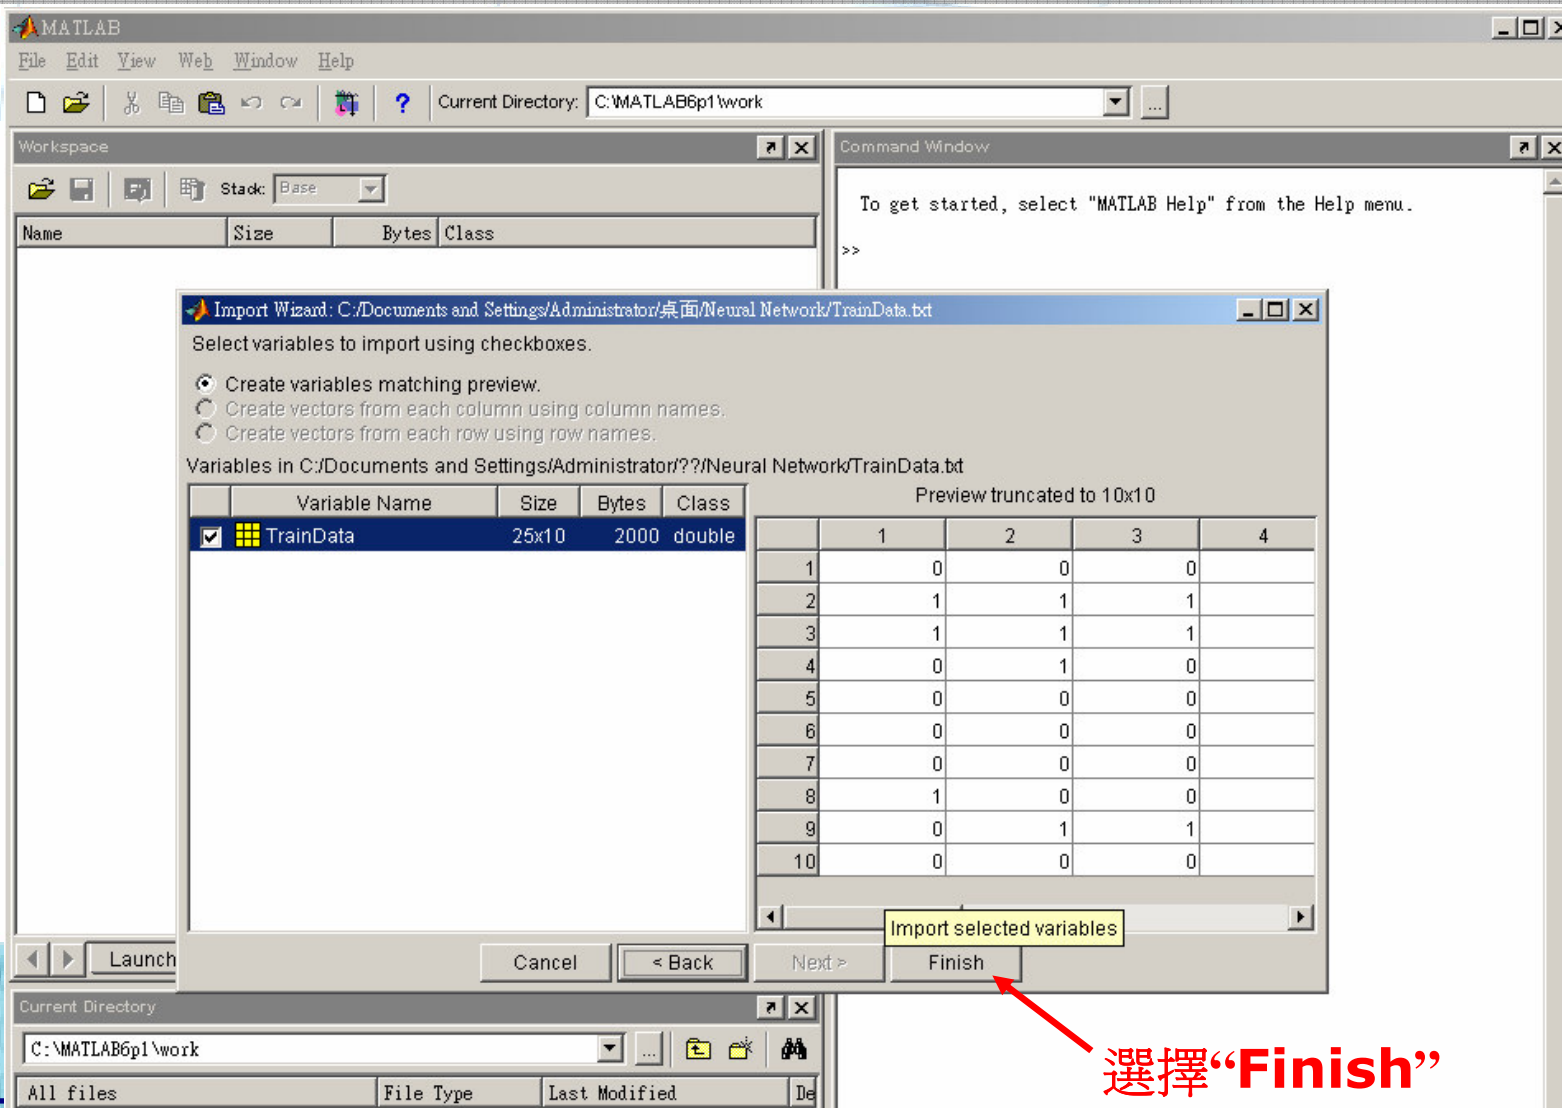 MATLAB
File Edit View Web Window Help
? Current Directory: C:\MATLAB6p1\work ...
Workspace
Stack: Base
Name Size Bytes Class
Command Window
To get started, select "MATLAB Help" from the Help menu.
>>
Import Wizard: C:/Documents and Settings/Administrator/桌面/Neural Network/TrainData.txt
Select variables to import using checkboxes.
Create variables matching preview.
Create vectors from each column using column names.
Create vectors from each row using row names.
Variables in C:/Documents and Settings/Administrator/??/Neural Network/TrainData.txt
Variable Name Size Bytes Class
TrainData 25x10 2000 double
Preview truncated to 10x10
1 2 3 4
1 0 0 0
2 1 1 1
3 1 1 1
4 0 1 0
5 0 0 0
6 0 0 0
7 0 0 0
8 1 0 0
9 0 1 1
10 0 0 0
Import selected variables
Launch
Cancel < Back Next > Finish
Current Directory
C:\MATLAB6p1\work ...
All files File Type Last Modified De
選擇“Finish”